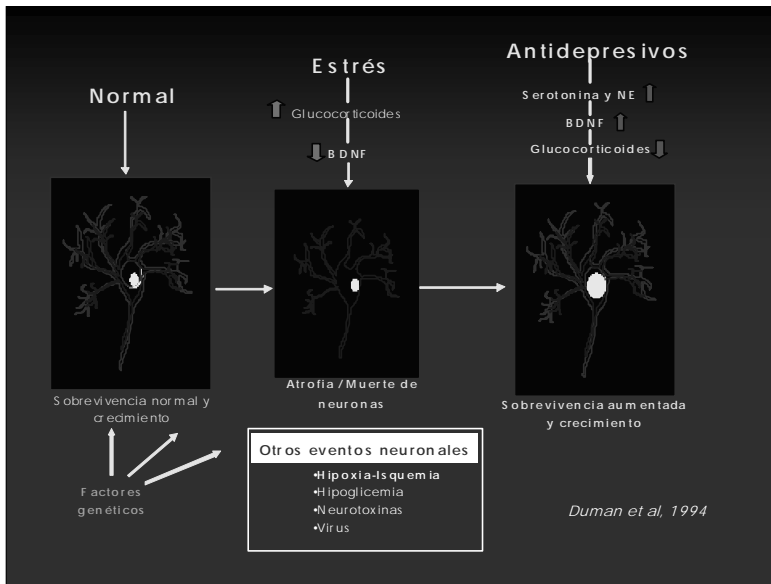 Normal
Estrés
Glucocorticoides
BDNF
Antidepresivos
Serotonina y NE
BDNF
Glucocorticoides
Sobrevivencia normal y
crecimiento
Atrofia /Muerte de
neuronas
Sobrevivencia aumentada
y crecimiento
Factores
genéticos
Otros eventos neuronales
•Hipoxia-Isquemia
•Hipoglicemia
•Neurotoxinas
•Virus
Duman et al, 1994